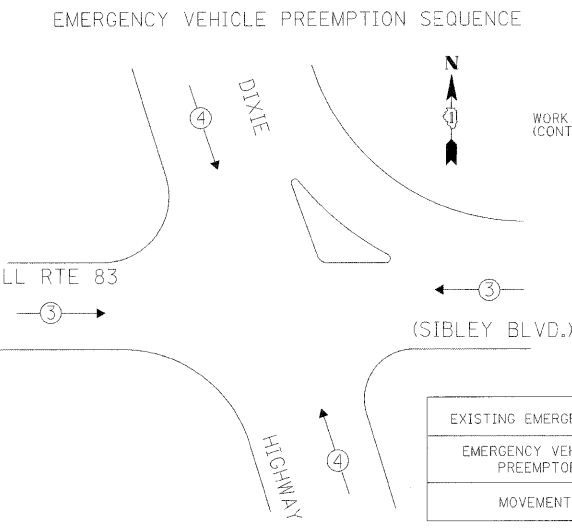 EMERGENCY VEHICLE PREEMPTION SEQUENCE
N
1
WORK
(CONT
DIXIE
4
LL RTE 83
3
3
(SIBLEY BLVD.)
HIGHWAY
4
EXISTING EMERGE
EMERGENCY VEH
PREEMPTOR
MOVEMENT